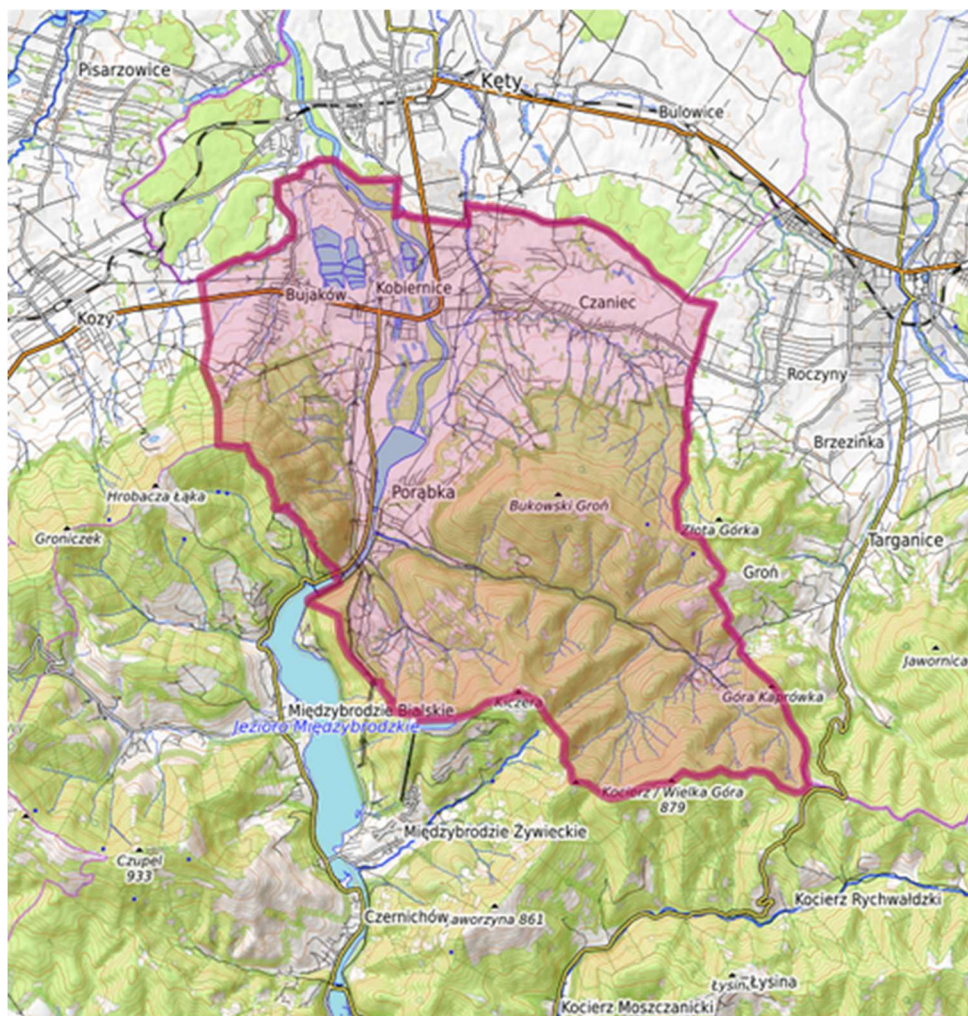 Pisarzowice
Kęty
Bulowice
Bujaków
Kobiernice
Czaniec
Kozy
Roczyny
Brzezinka
Hrobacza Łąka
Porąbka
Bukowski Groń
Groniczek
Złota Górka
Targanice
Groń
Jawornica
Góra Kaprówka
Kiczera
Międzybrodzie Bialskie
Jezioro Międzybrodzkie
Kocierz / Wielka Góra
879
Międzybrodzie Żywieckie
Czupel
933
Kocierz Rychwałdzki
Czernichów
Jaworzyna 861
Łysina
Kocierz Moszczanicki